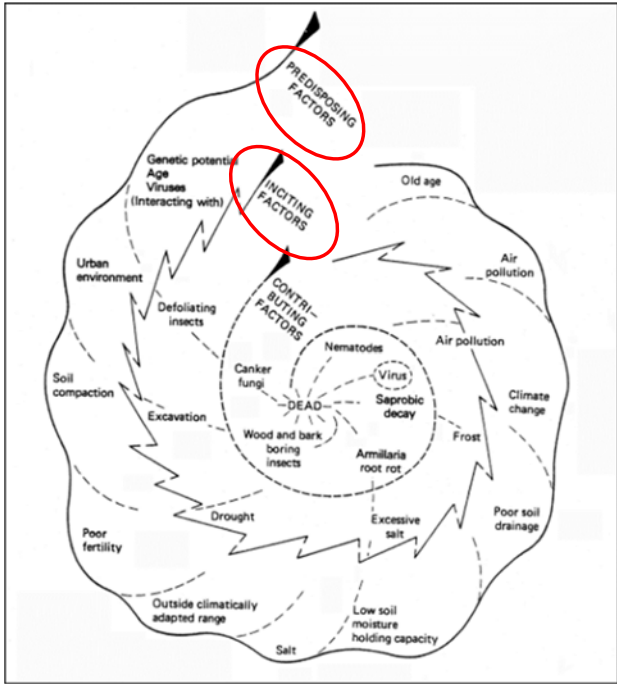 PREDISPOSING
FACTORS
Genetic potential
Age
Viruses
(Interacting with)
INCITING
FACTORS
Old age
Urban
environment
Air
pollution
CONTRI-
BUTING
FACTORS
Defoliating
insects
Nematodes
Air pollution
Canker
fungi
Virus
Soil
compaction
Climate
change
DEAD
Saprobic
decay
Excavation
Wood and bark
boring
insects
Armillaria
root rot
Frost
Drought
Excessive
salt
Poor soil
drainage
Poor
fertility
Outside climatically
adapted range
Low soil
moisture
holding capacity
Salt